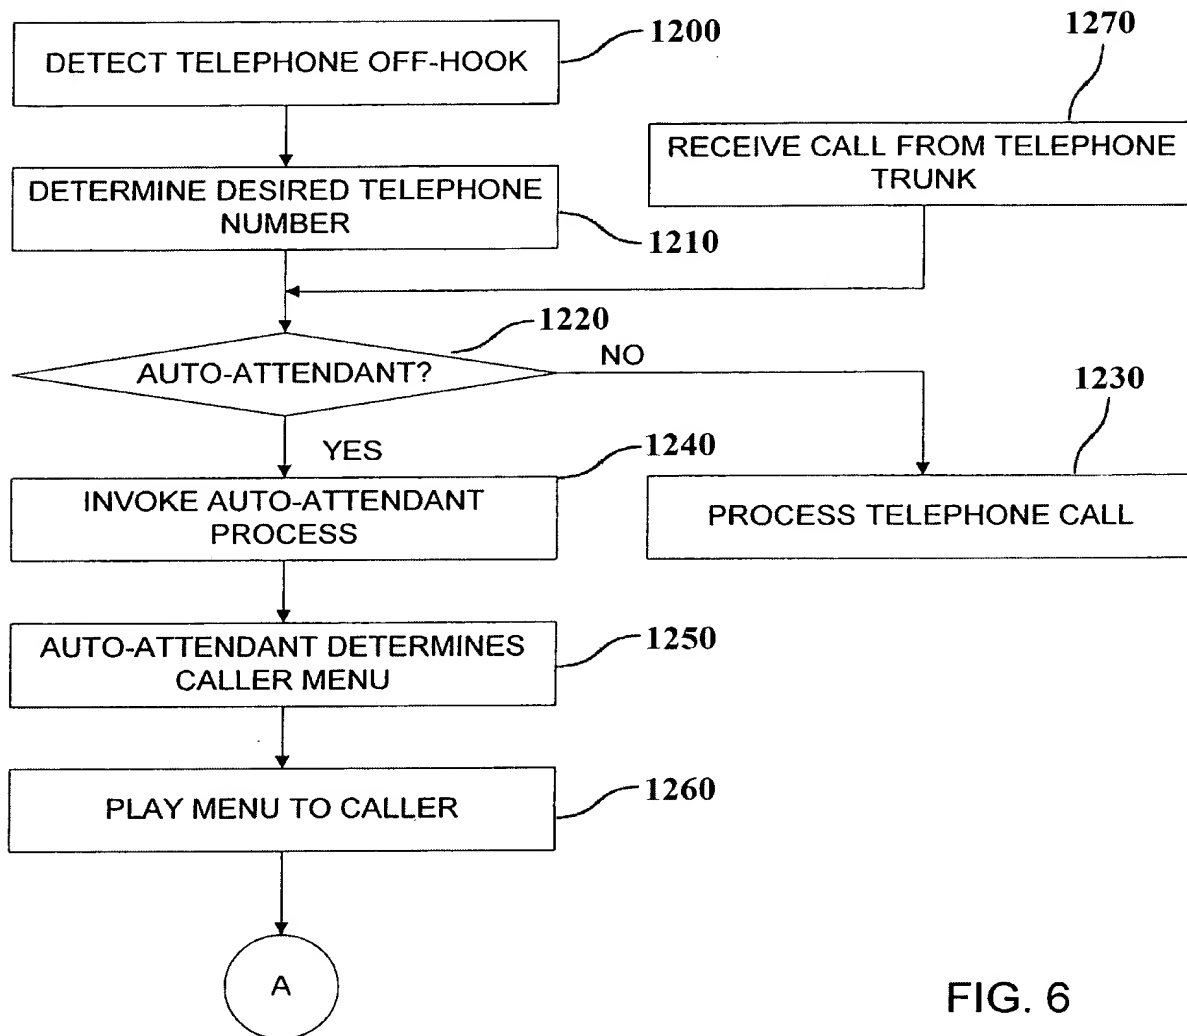 1200
DETECT TELEPHONE OFF-HOOK
1270
RECEIVE CALL FROM TELEPHONE
TRUNK
DETERMINE DESIRED TELEPHONE
NUMBER
1210
1220
AUTO-ATTENDANT?
NO
1230
YES
1240
INVOKE AUTO-ATTENDANT
PROCESS
PROCESS TELEPHONE CALL
1250
AUTO-ATTENDANT DETERMINES
CALLER MENU
1260
PLAY MENU TO CALLER
A
FIG. 6